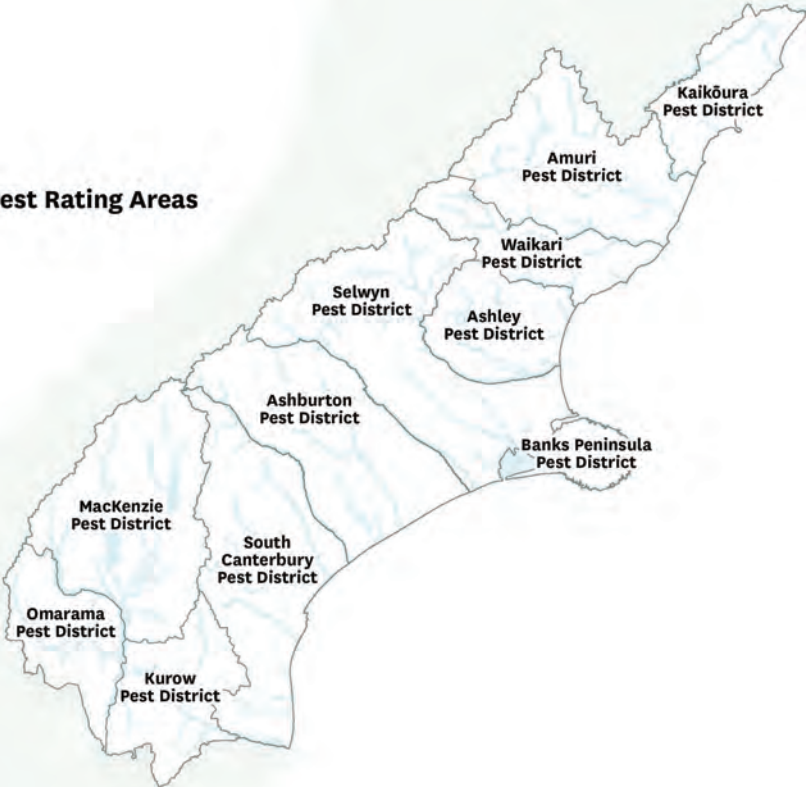 est Rating Areas
Kaikōura
Pest District
Amuri
Pest District
Waikari
Pest District
Selwyn
Pest District
Ashley
Pest District
Ashburton
Pest District
Banks Peninsula
Pest District
MacKenzie
Pest District
South
Canterbury
Pest District
Omarama
Pest District
Kurow
Pest District